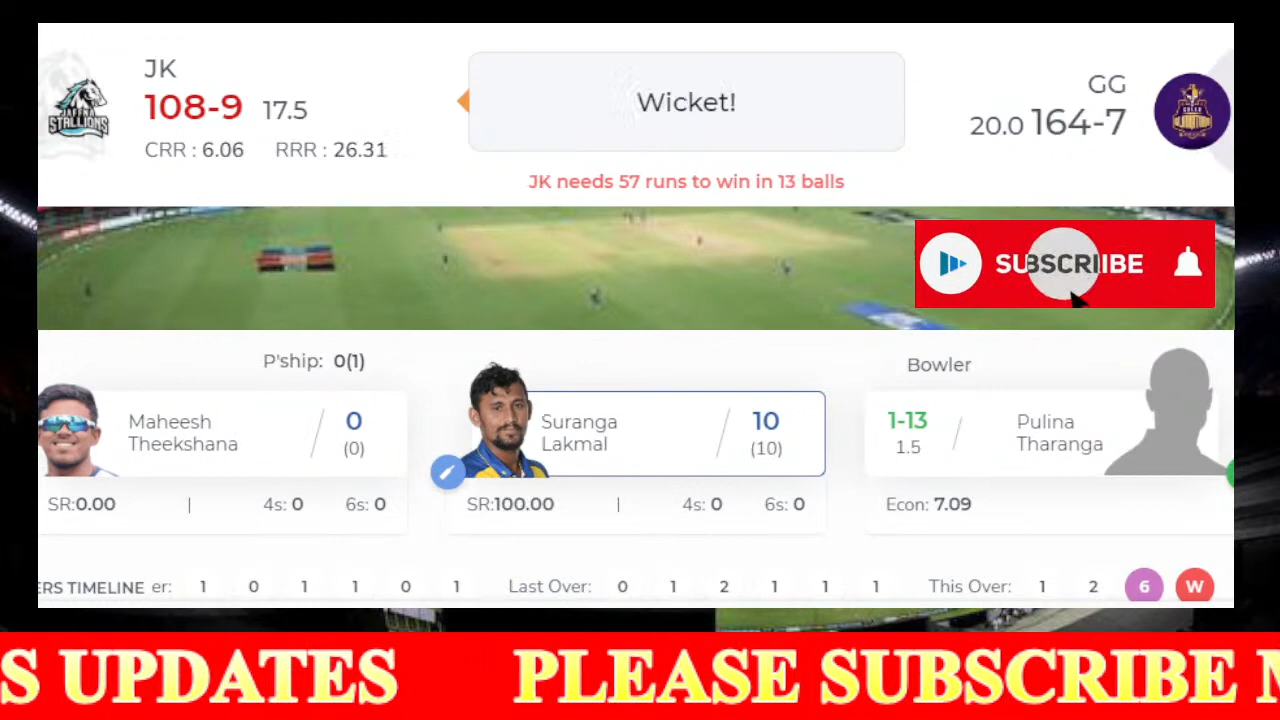 JK
108-9 17.5
CRR : 6.06 RRR : 26.31
JAFFNA
STALLIONS
Wicket!
JK needs 57 runs to win in 13 balls
GG
20.0 164-7
SUBSCRIBE
P'ship: 0(1)
Maheesh
Theekshana
0
(0)
SR:0.00 | 4s: 0 6s: 0
Suranga
Lakmal
10
(10)
SR:100.00 | 4s: 0 6s: 0
Bowler
1-13
1.5
Pulina
Tharanga
Econ: 7.09
ERS TIMELINE er: 1 0 1 1 0 1 Last Over: 0 1 2 1 1 1 This Over: 1 2 6 W
S UPDATES PLEASE SUBSCRIBE M